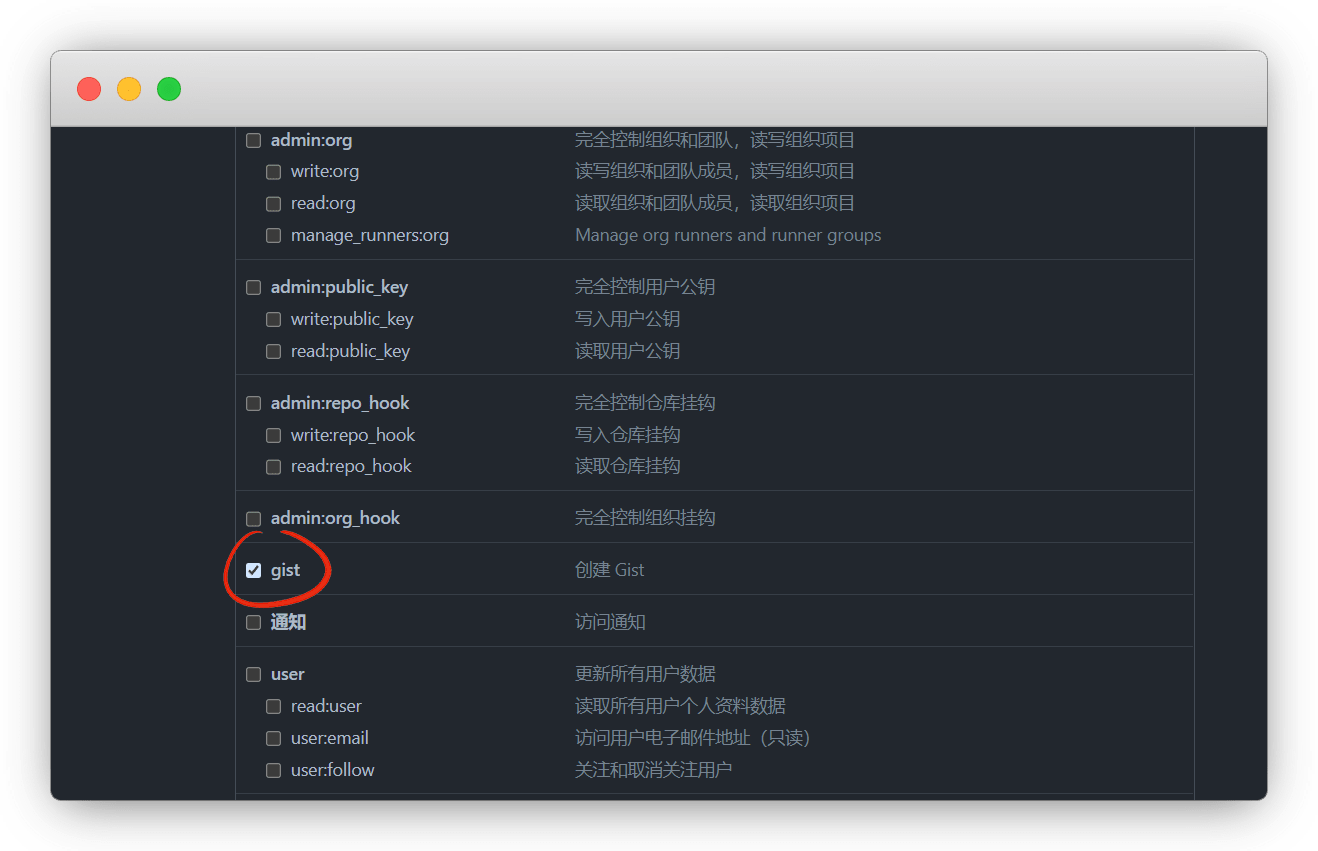 admin:org 完全控制组织和团队，读写组织项目
write:org 读写组织和团队成员，读写组织项目
read:org 读取组织和团队成员，读取组织项目
manage_runners:org Manage org runners and runner groups
admin:public_key 完全控制用户公钥
write:public_key 写入用户公钥
read:public_key 读取用户公钥
admin:repo_hook 完全控制仓库挂钩
write:repo_hook 写入仓库挂钩
read:repo_hook 读取仓库挂钩
admin:org_hook 完全控制组织挂钩
gist 创建 Gist
通知 访问通知
user 更新所有用户数据
read:user 读取所有用户个人资料数据
user:email 访问用户电子邮件地址（只读）
user:follow 关注和取消关注用户